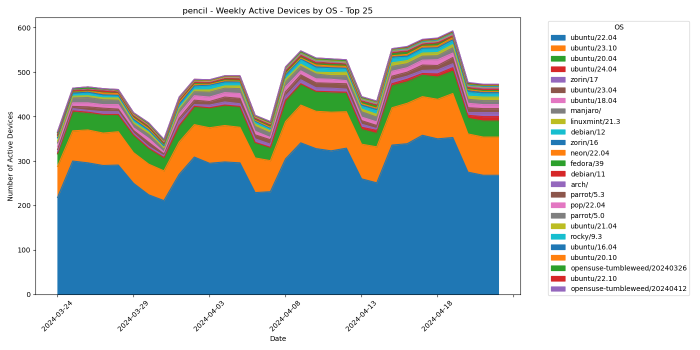 pencil - Weekly Active Devices by OS - Top 25
600
500
400
300
200
100
0
Number of Active Devices
2024-03-24
2024-03-29
2024-04-03
2024-04-08
2024-04-13
2024-04-18
Date
OS
ubuntu/22.04
ubuntu/23.10
ubuntu/20.04
ubuntu/24.04
zorin/17
ubuntu/23.04
ubuntu/18.04
manjaro/
linuxmint/21.3
debian/12
zorin/16
neon/22.04
fedora/39
debian/11
arch/
parrot/5.3
pop/22.04
parrot/5.0
ubuntu/21.04
rocky/9.3
ubuntu/16.04
ubuntu/20.10
opensuse-tumbleweed/20240326
ubuntu/22.10
opensuse-tumbleweed/20240412